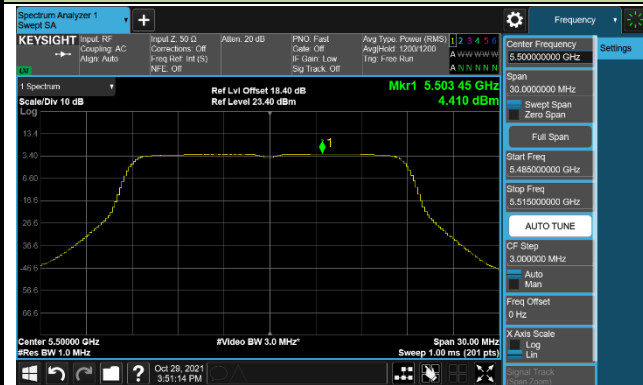 Spectrum Analyzer 1
Swept SA
+
Frequency
KEYSIGHT
Input: RF
Coupling: AC
Align: Auto
Input Z: 50 Ω
Corrections: Off
Freq Ref: Int (S)
NFE: Off
Atten: 20 dB
PNO: Fast
Gate: Off
IF Gain: Low
Sig Track: Off
Avg Type: Power (RMS)
Avg|Hold: 1200/1200
Trig: Free Run
1 2 3 4 5 6
A W W W W W
A N N N N N
LXI
1 Spectrum
Scale/Div 10 dB
Log
Ref Lvl Offset 18.40 dB
Ref Level 23.40 dBm
Mkr1 5.503 45 GHz
4.410 dBm
1
13.4
3.40
-6.60
-16.6
-26.6
-36.6
-46.6
-56.6
-66.6
Center 5.50000 GHz
#Res BW 1.0 MHz
#Video BW 3.0 MHz*
Span 30.00 MHz
Sweep 1.00 ms (201 pts)
Center Frequency
5.500000000 GHz
Settings
Span
30.0000000 MHz
Swept Span
Zero Span
Full Span
Start Freq
5.485000000 GHz
Stop Freq
5.515000000 GHz
AUTO TUNE
CF Step
3.000000 MHz
Auto
Man
Freq Offset
0 Hz
X Axis Scale
Log
Lin
Signal Track
(Span Zoom)
?
Oct 29, 2021
3:51:14 PM